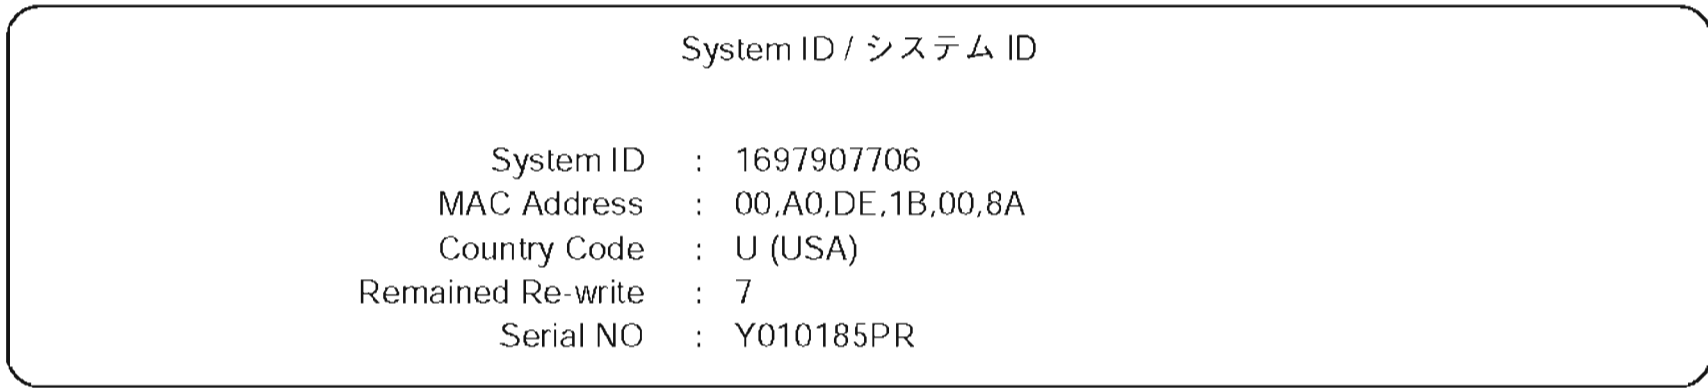 System ID / システム ID
System ID : 1697907706
MAC Address : 00,A0,DE,1B,00,8A
Country Code : U (USA)
Remained Re-write : 7
Serial NO : Y010185PR